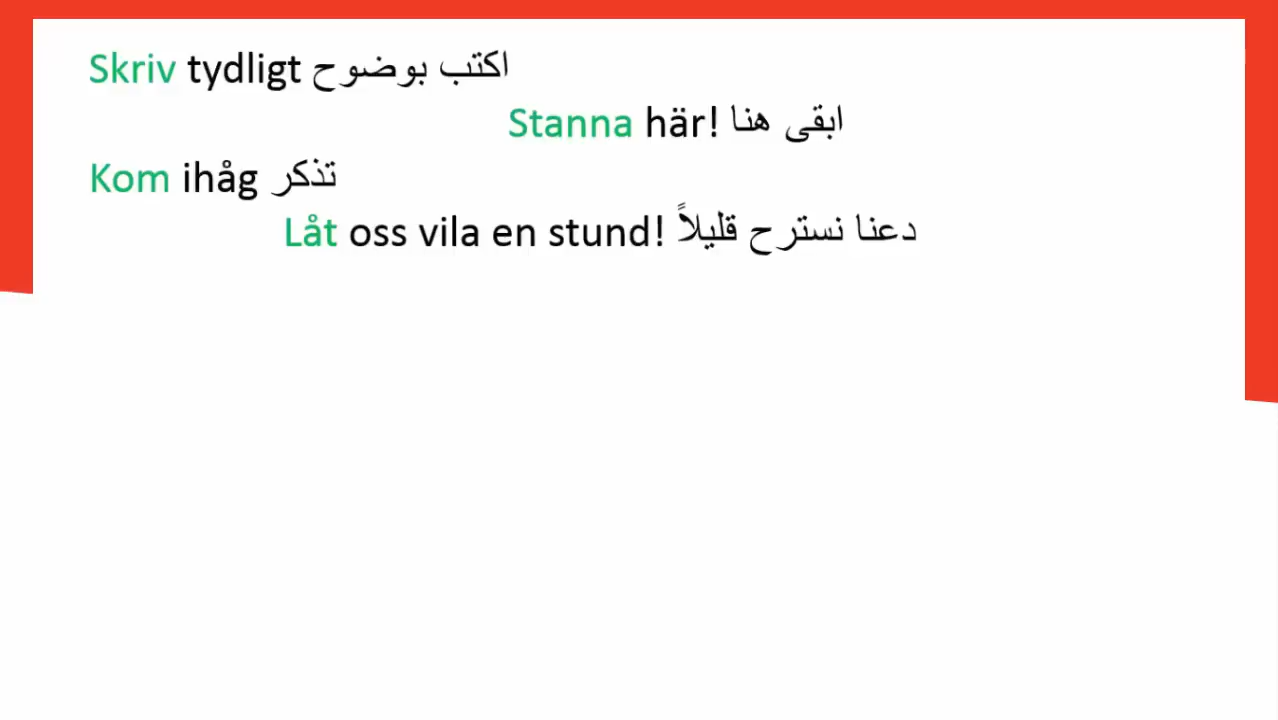 Skriv tydligt اكتب بوضوح
Stanna här! ابقى هنا
Kom ihåg تذكر
Låt oss vila en stund! دعنا نسترح قليلاً